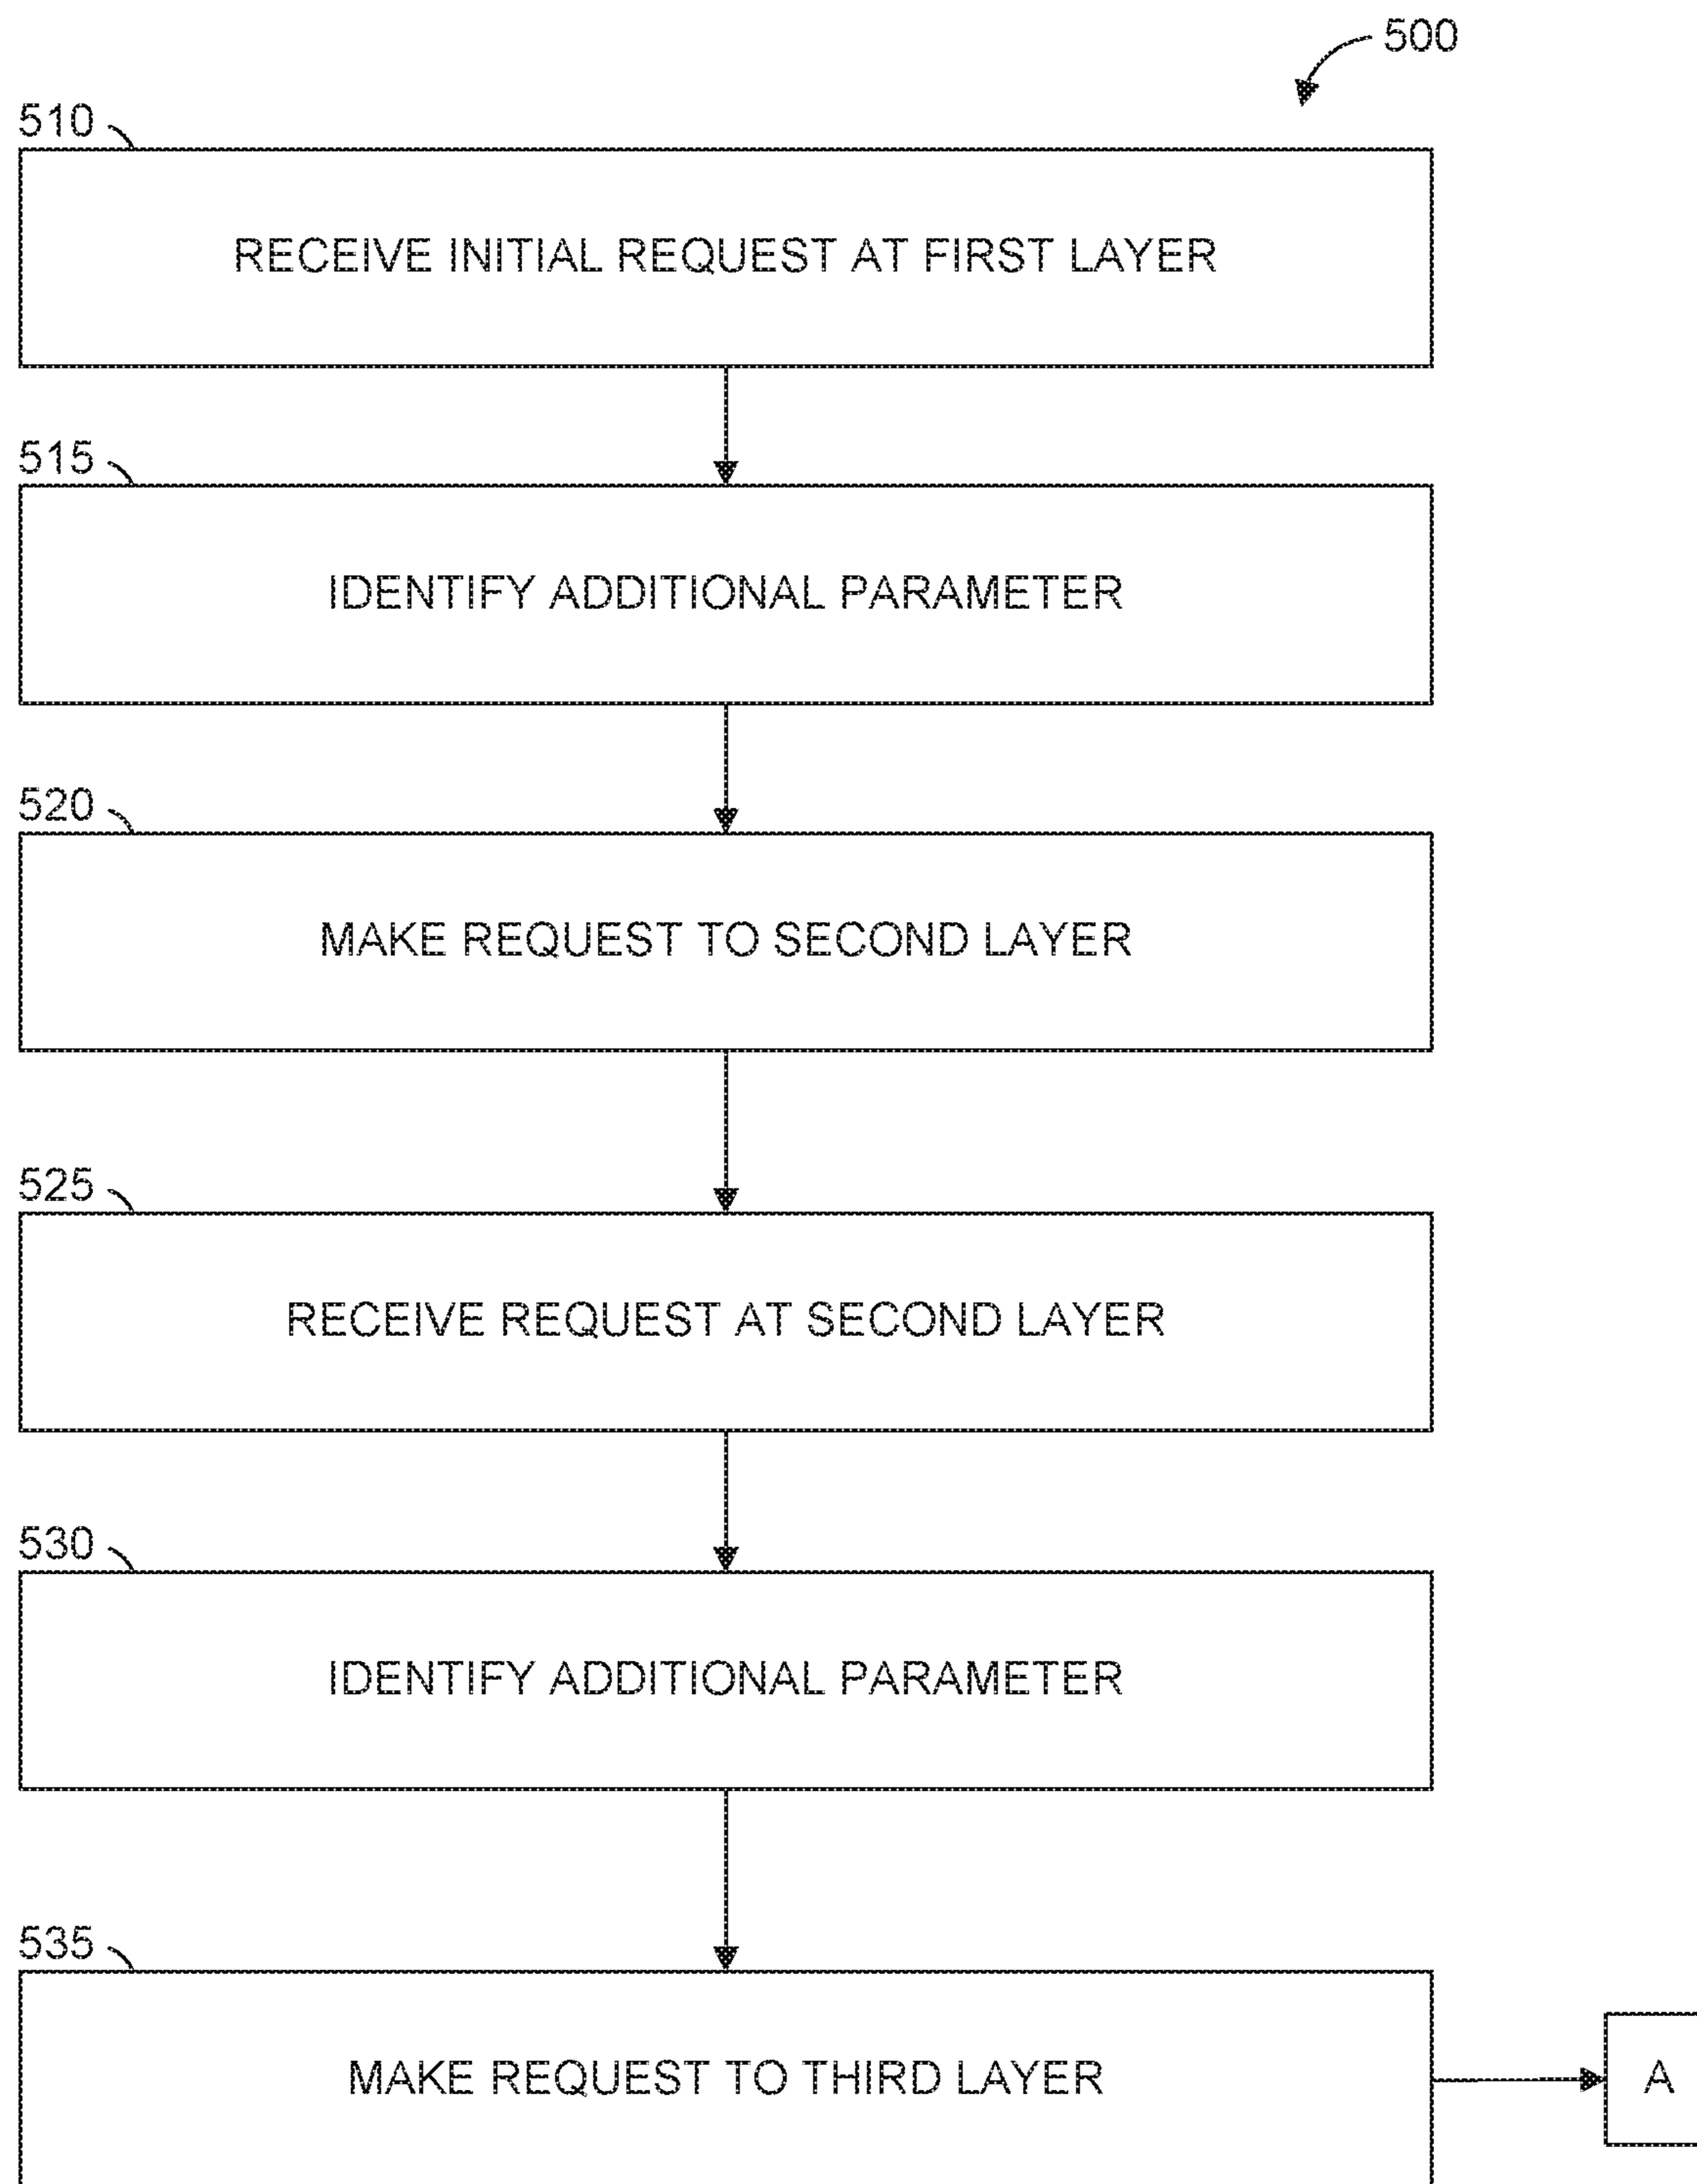 500
510
RECEIVE INITIAL REQUEST AT FIRST LAYER
515
IDENTIFY ADDITIONAL PARAMETER
520
MAKE REQUEST TO SECOND LAYER
525
RECEIVE REQUEST AT SECOND LAYER
530
IDENTIFY ADDITIONAL PARAMETER
535
MAKE REQUEST TO THIRD LAYER
A